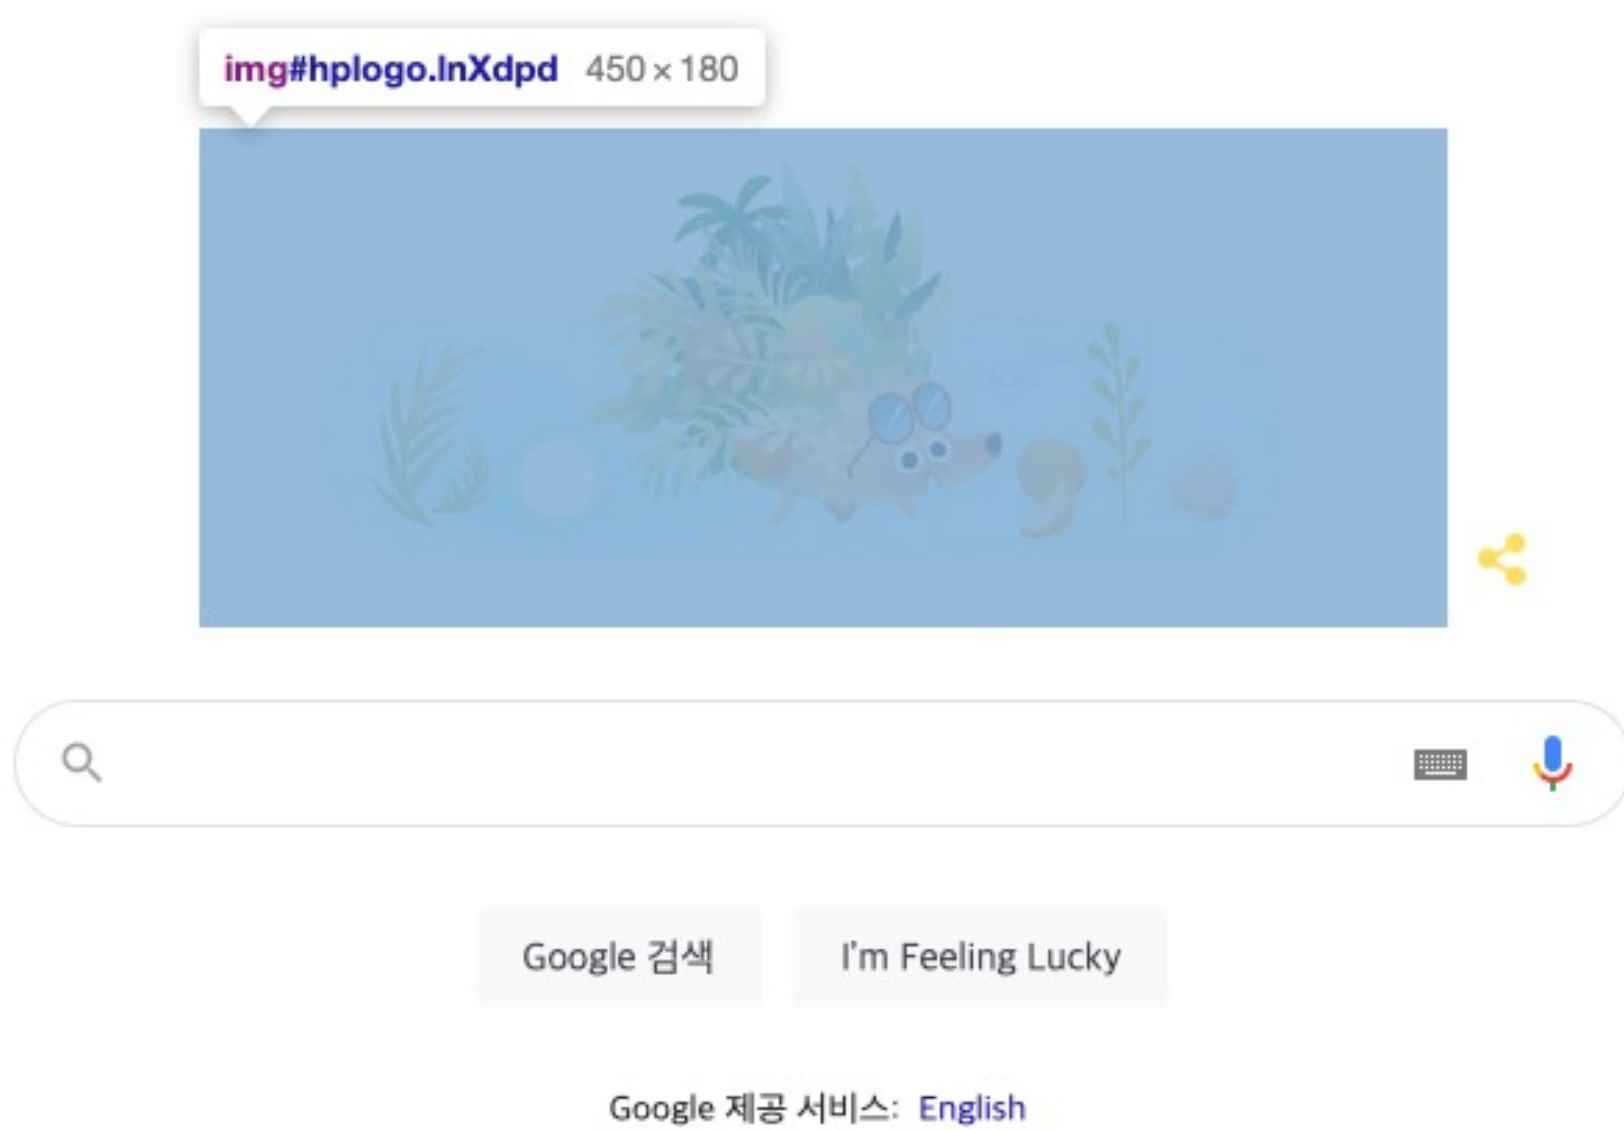 img#hplogo.lnXdpd 450 × 180
Google 검색 I'm Feeling Lucky
Google 제공 서비스: English